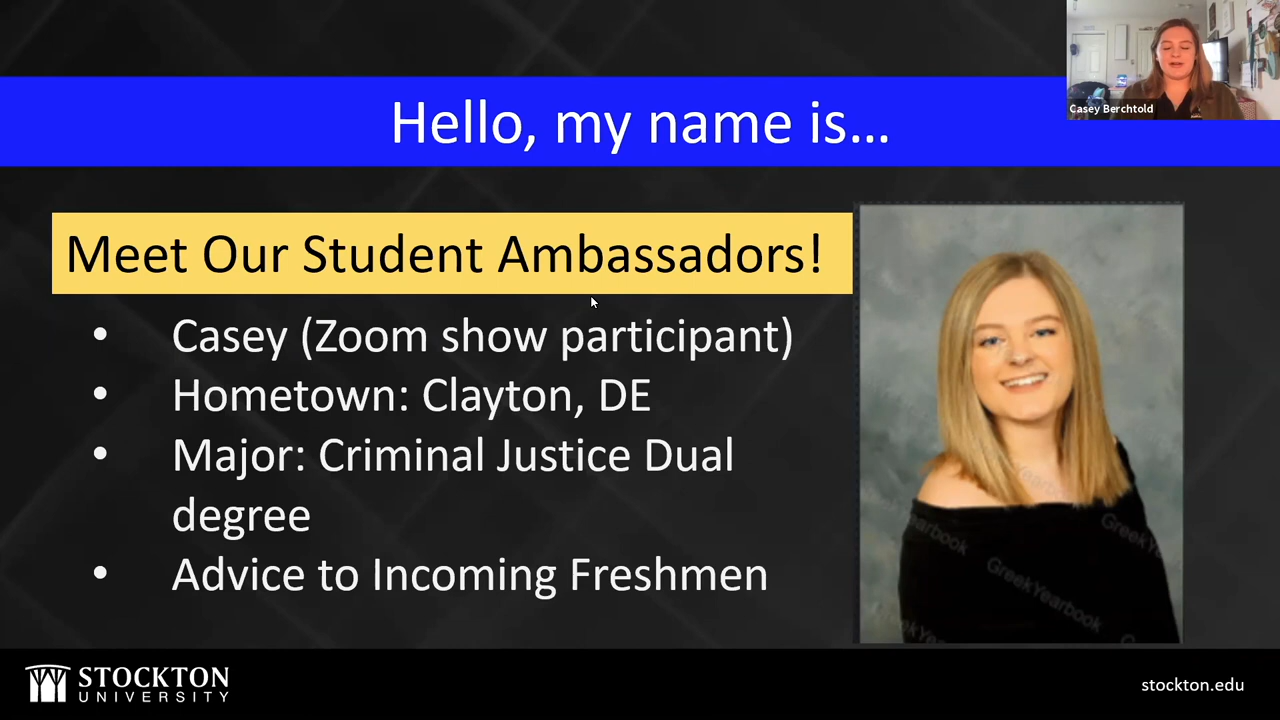 Casey Berchtold
Hello, my name is...
Meet Our Student Ambassadors!
• Casey (Zoom show participant)
• Hometown: Clayton, DE
• Major: Criminal Justice Dual
degree
• Advice to Incoming Freshmen
GreekYearbook
STOCKTON
UNIVERSITY
stockton.edu